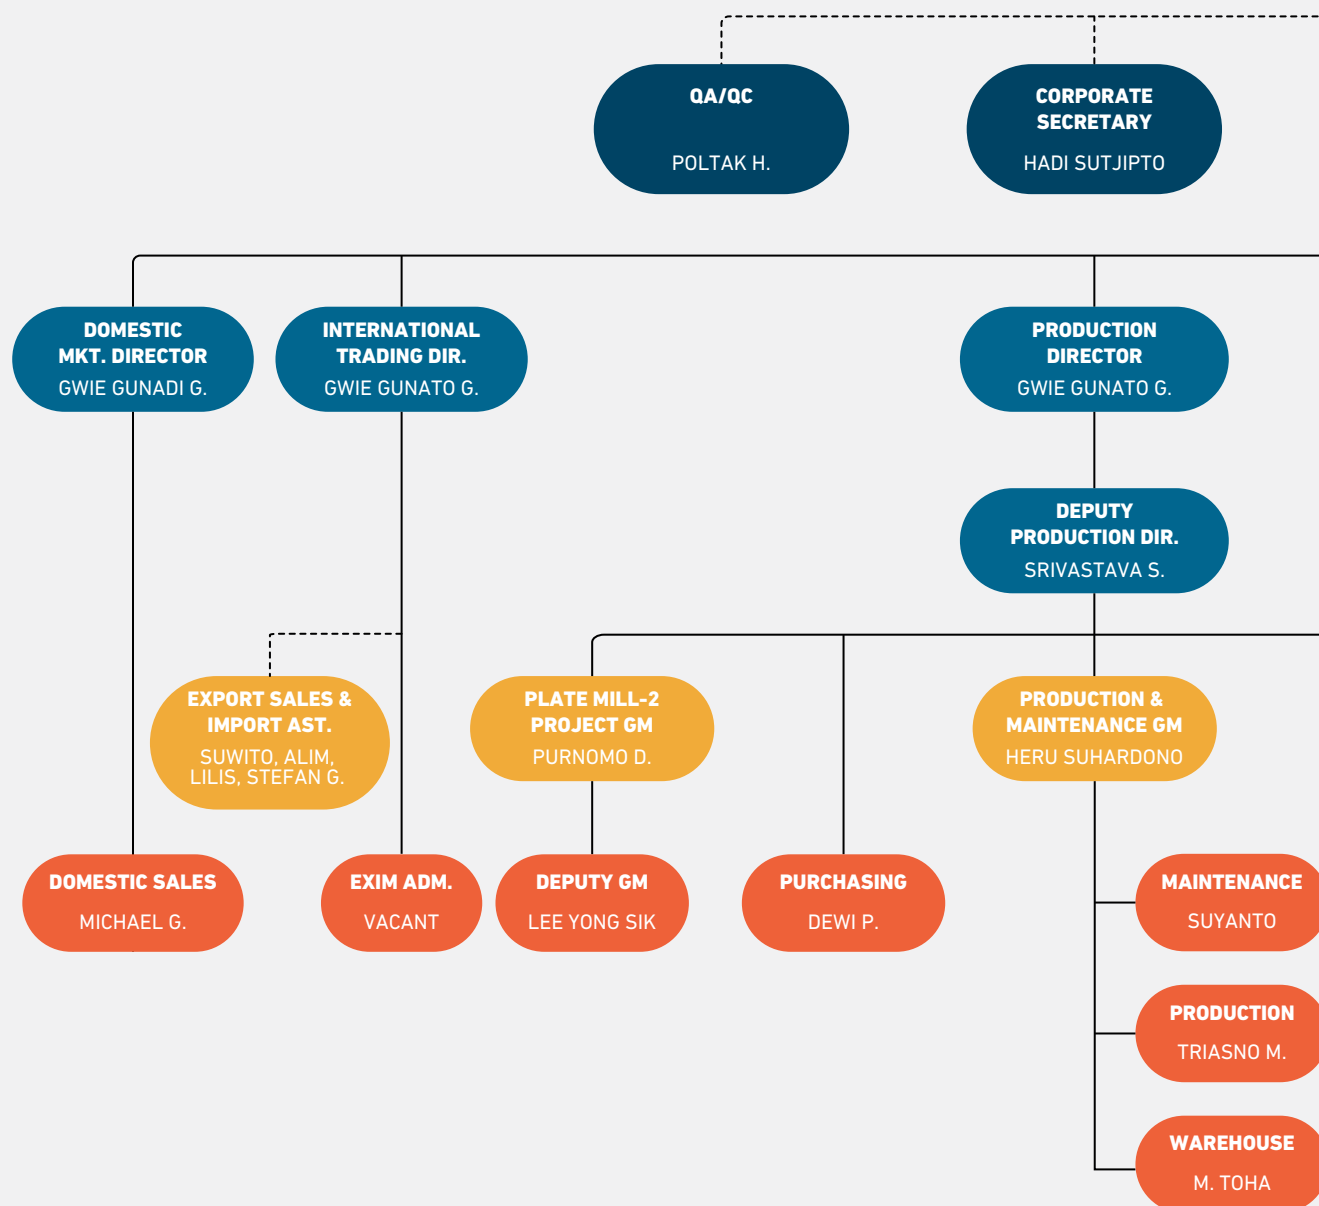 QA/QC
POLTAK H.
CORPORATE
SECRETARY
HADI SUTJIPTO
DOMESTIC
MKT. DIRECTOR
GWIE GUNADI G.
INTERNATIONAL
TRADING DIR.
GWIE GUNATO G.
PRODUCTION
DIRECTOR
GWIE GUNATO G.
DEPUTY
PRODUCTION DIR.
SRIVASTAVA S.
EXPORT SALES &
IMPORT AST.
SUWITO, ALIM,
LILIS, STEFAN G.
PLATE MILL-2
PROJECT GM
PURNOMO D.
PRODUCTION &
MAINTENANCE GM
HERU SUHARDONO
DOMESTIC SALES
MICHAEL G.
EXIM ADM.
VACANT
DEPUTY GM
LEE YONG SIK
PURCHASING
DEWI P.
MAINTENANCE
SUYANTO
PRODUCTION
TRIASNO M.
WAREHOUSE
M. TOHA